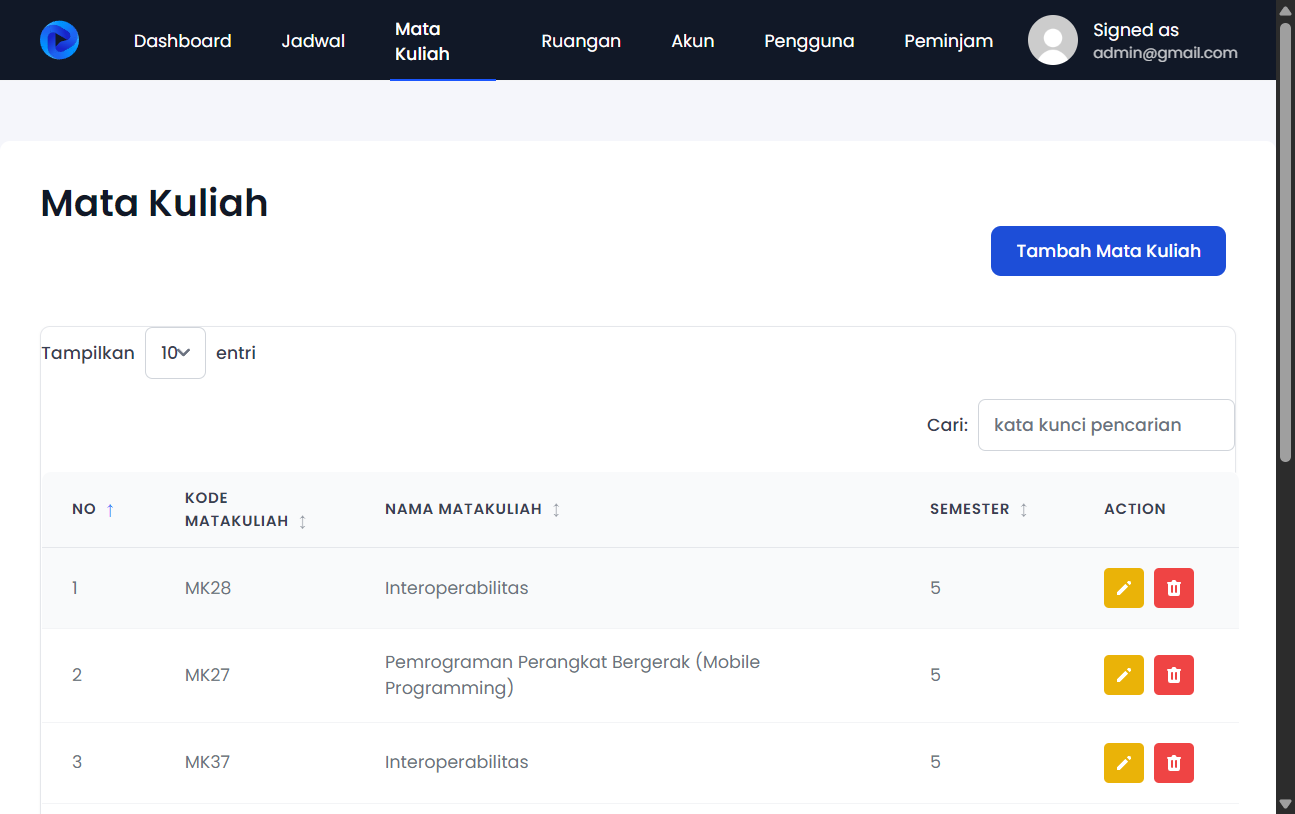 Dashboard
Jadwal
Mata
Kuliah
Ruangan
Akun
Pengguna
Peminjam
Signed as
admin@gmail.com
Mata Kuliah
Tambah Mata Kuliah
Tampilkan 10 entri
Cari: kata kunci pencarian
NO ↑
KODE
MATAKULIAH ↕
NAMA MATAKULIAH ↕
SEMESTER ↕
ACTION
1 MK28 Interoperabilitas 5
2 MK27 Pemrograman Perangkat Bergerak (Mobile
Programming) 5
3 MK37 Interoperabilitas 5